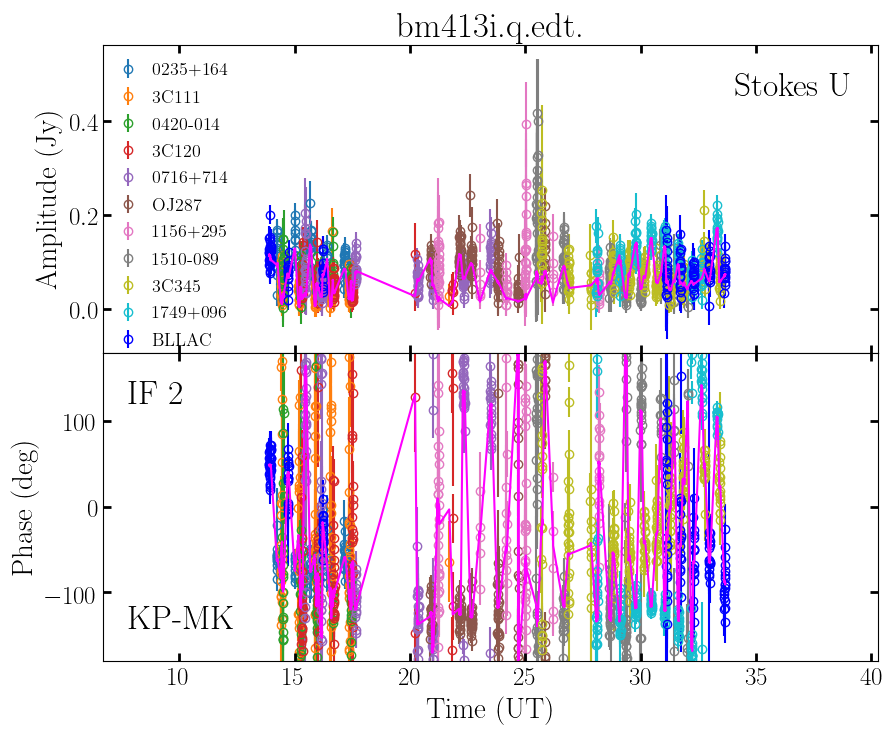 bm413i.q.edt.
Stokes U
0235+164
3C111
0420-014
3C120
0716+714
OJ287
1156+295
1510-089
3C345
1749+096
BLLAC
Amplitude (Jy)
0.4
0.2
0.0
IF 2
KP-MK
Phase (deg)
100
0
−100
10 15 20 25 30 35 40
Time (UT)